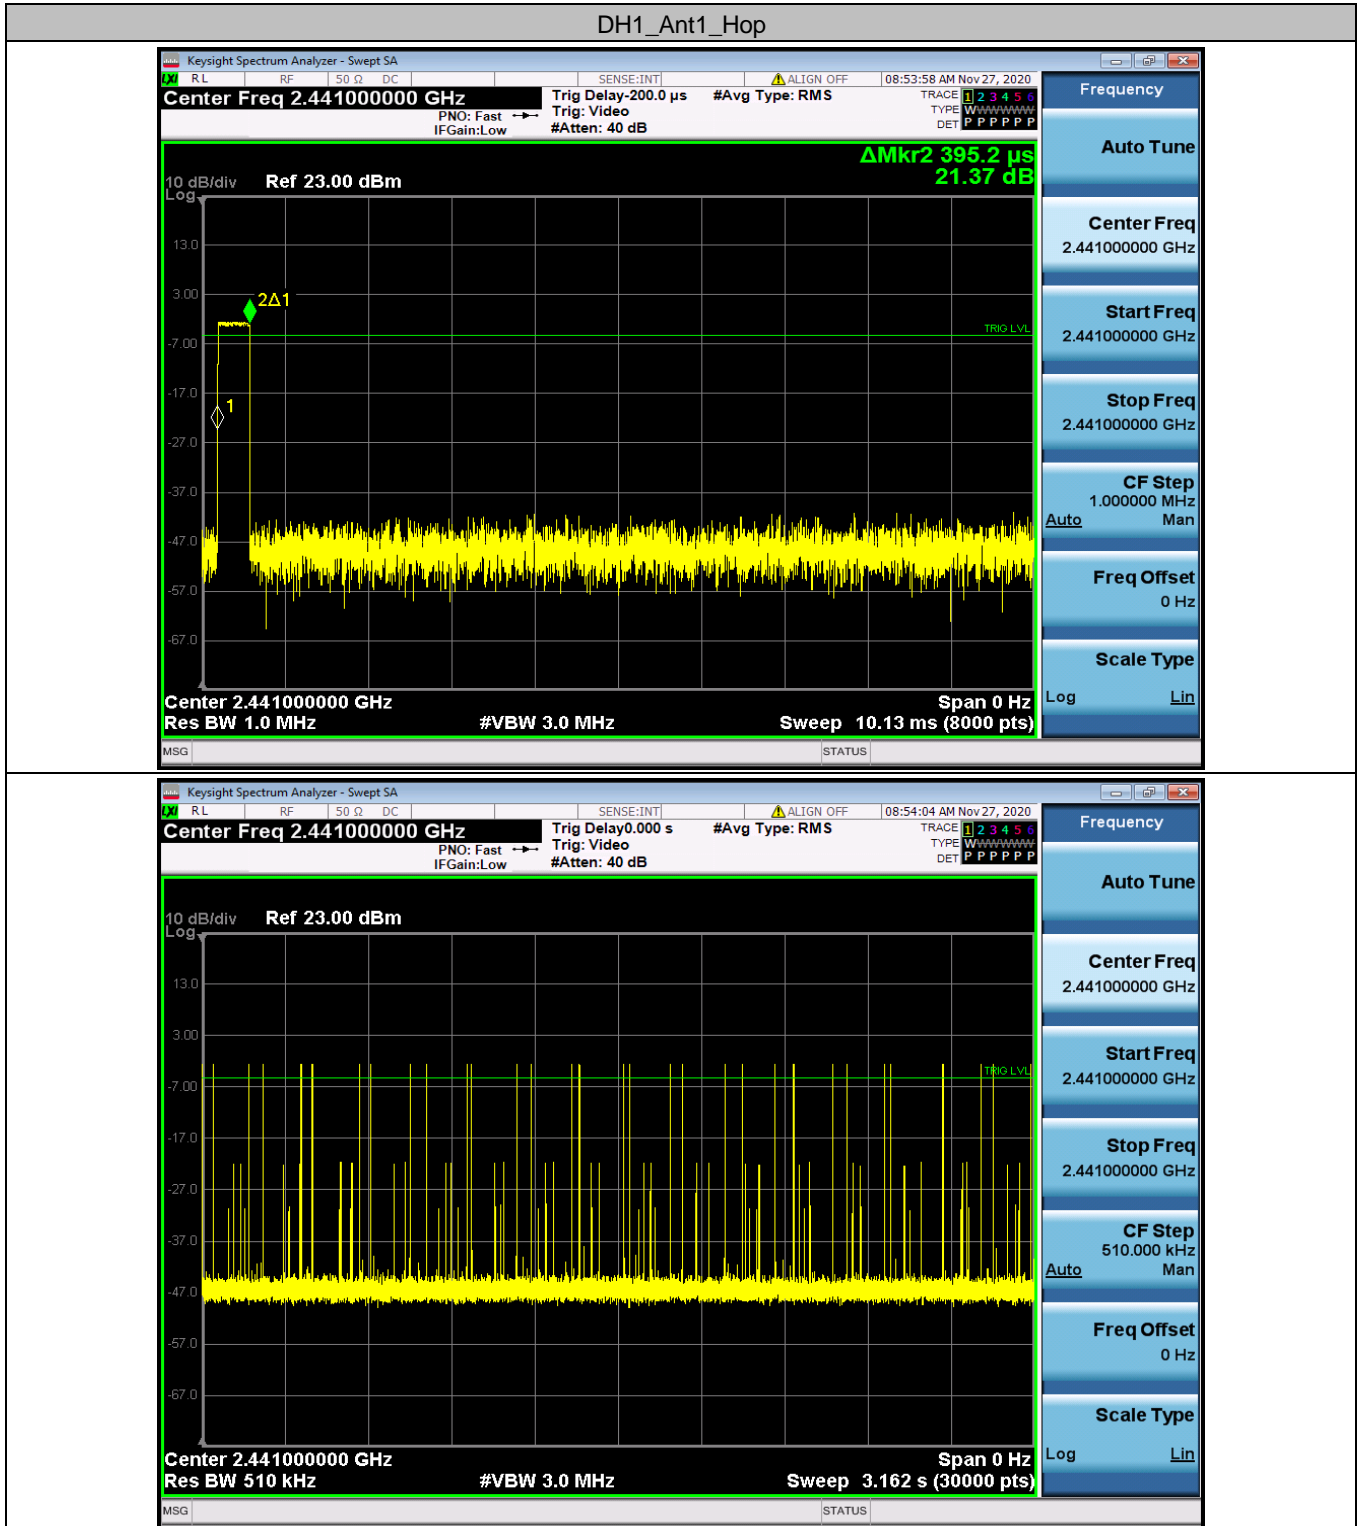 DH1_Ant1_Hop
Keysight Spectrum Analyzer - Swept SA
LXI RL RF 50 Ω DC SENSE:INT ALIGN OFF 08:53:58 AM Nov 27, 2020
Center Freq 2.441000000 GHz
Trig Delay-200.0 µs #Avg Type: RMS
TRACE 1 2 3 4 5 6
PNO: Fast Trig: Video
TYPE WWWWWW
IFGain:Low #Atten: 40 dB
DET P P P P P P
ΔMkr2 395.2 µs
21.37 dB
10 dB/div Ref 23.00 dBm
Log
13.0
3.00
-7.00
-17.0
-27.0
-37.0
-47.0
-57.0
-67.0
2Δ1
1
TRIG LVL
Center 2.441000000 GHz Span 0 Hz
Res BW 1.0 MHz #VBW 3.0 MHz Sweep 10.13 ms (8000 pts)
MSG STATUS
Frequency
Auto Tune
Center Freq
2.441000000 GHz
Start Freq
2.441000000 GHz
Stop Freq
2.441000000 GHz
CF Step
1.000000 MHz
Auto Man
Freq Offset
0 Hz
Scale Type
Log Lin
Keysight Spectrum Analyzer - Swept SA
LXI RL RF 50 Ω DC SENSE:INT ALIGN OFF 08:54:04 AM Nov 27, 2020
Center Freq 2.441000000 GHz
Trig Delay0.000 s #Avg Type: RMS
TRACE 1 2 3 4 5 6
PNO: Fast Trig: Video
TYPE WWWWWW
IFGain:Low #Atten: 40 dB
DET P P P P P P
10 dB/div Ref 23.00 dBm
Log
13.0
3.00
-7.00
-17.0
-27.0
-37.0
-47.0
-57.0
-67.0
TRIG LVL
Center 2.441000000 GHz Span 0 Hz
Res BW 510 kHz #VBW 3.0 MHz Sweep 3.162 s (30000 pts)
MSG STATUS
Frequency
Auto Tune
Center Freq
2.441000000 GHz
Start Freq
2.441000000 GHz
Stop Freq
2.441000000 GHz
CF Step
510.000 kHz
Auto Man
Freq Offset
0 Hz
Scale Type
Log Lin